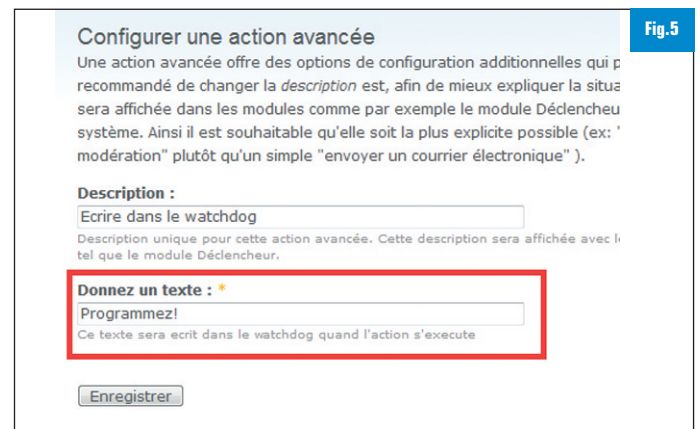 Fig.5
Configurer une action avancée
Une action avancée offre des options de configuration additionnelles qui p
recommandé de changer la description est, afin de mieux expliquer la situa
sera affichée dans les modules comme par exemple le module Déclencheu
système. Ainsi il est souhaitable qu'elle soit la plus explicite possible (ex: "
modération" plutôt qu'un simple "envoyer un courrier électronique" ).
Description :
Ecrire dans le watchdog
Description unique pour cette action avancée. Cette description sera affichée avec l
tel que le module Déclencheur.
Donnez un texte : *
Programmez!
Ce texte sera ecrit dans le watchdog quand l'action s'execute
Enregistrer